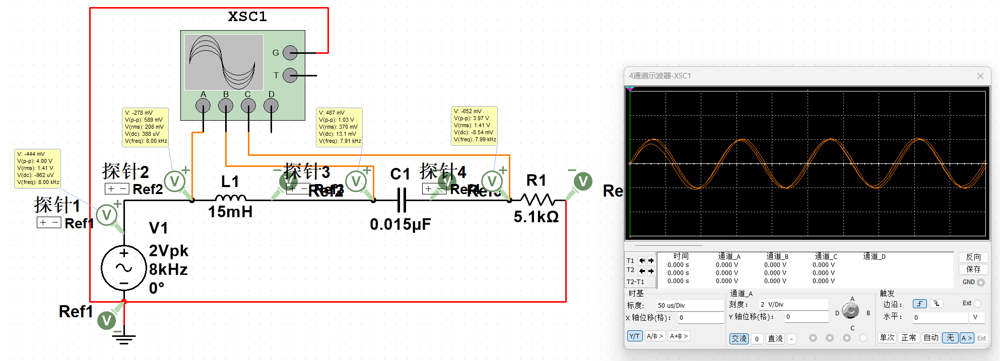 XSC1
G
T
A B C D
V: -444 mV
V(p-p): 4.00 V
V(rms): 1.41 V
V(dc): -962 uV
V(freq): 8.00 kHz
V: -278 mV
V(p-p): 589 mV
V(rms): 208 mV
V(dc): 388 uV
V(freq): 8.00 kHz
V: 487 mV
V(p-p): 1.03 V
V(rms): 370 mV
V(dc): 13.1 mV
V(freq): 7.91 kHz
V: -652 mV
V(p-p): 3.97 V
V(rms): 1.41 V
V(dc): -8.54 mV
V(freq): 7.99 kHz
探针1
+ − Ref1
V
探针2
+ − Ref2
V
L1
15mH
探针3
+ −
V
V
C1
0.015µF
探针4
+ −
V
V
R1
5.1kΩ
V
V1
2Vpk
8kHz
0°
Ref1
V
4通道示波器-XSC1
时间 通道_A 通道_B 通道_C 通道_D
T1 0.000 s 0.000 V 0.000 V 0.000 V
T2 0.000 s 0.000 V 0.000 V 0.000 V
T2-T1 0.000 s 0.000 V 0.000 V 0.000 V
反向
保存
GND
时基
标度: 50 us/Div
X 轴位移(格): 0
Y/T A/B > A+B >
通道_A
刻度: 2 V/Div
Y 轴位移(格): 0
交流 0 直流 -
A
D B
C
触发
边沿: Ext
水平: 0 V
单次 正常 自动 无 A > Ext